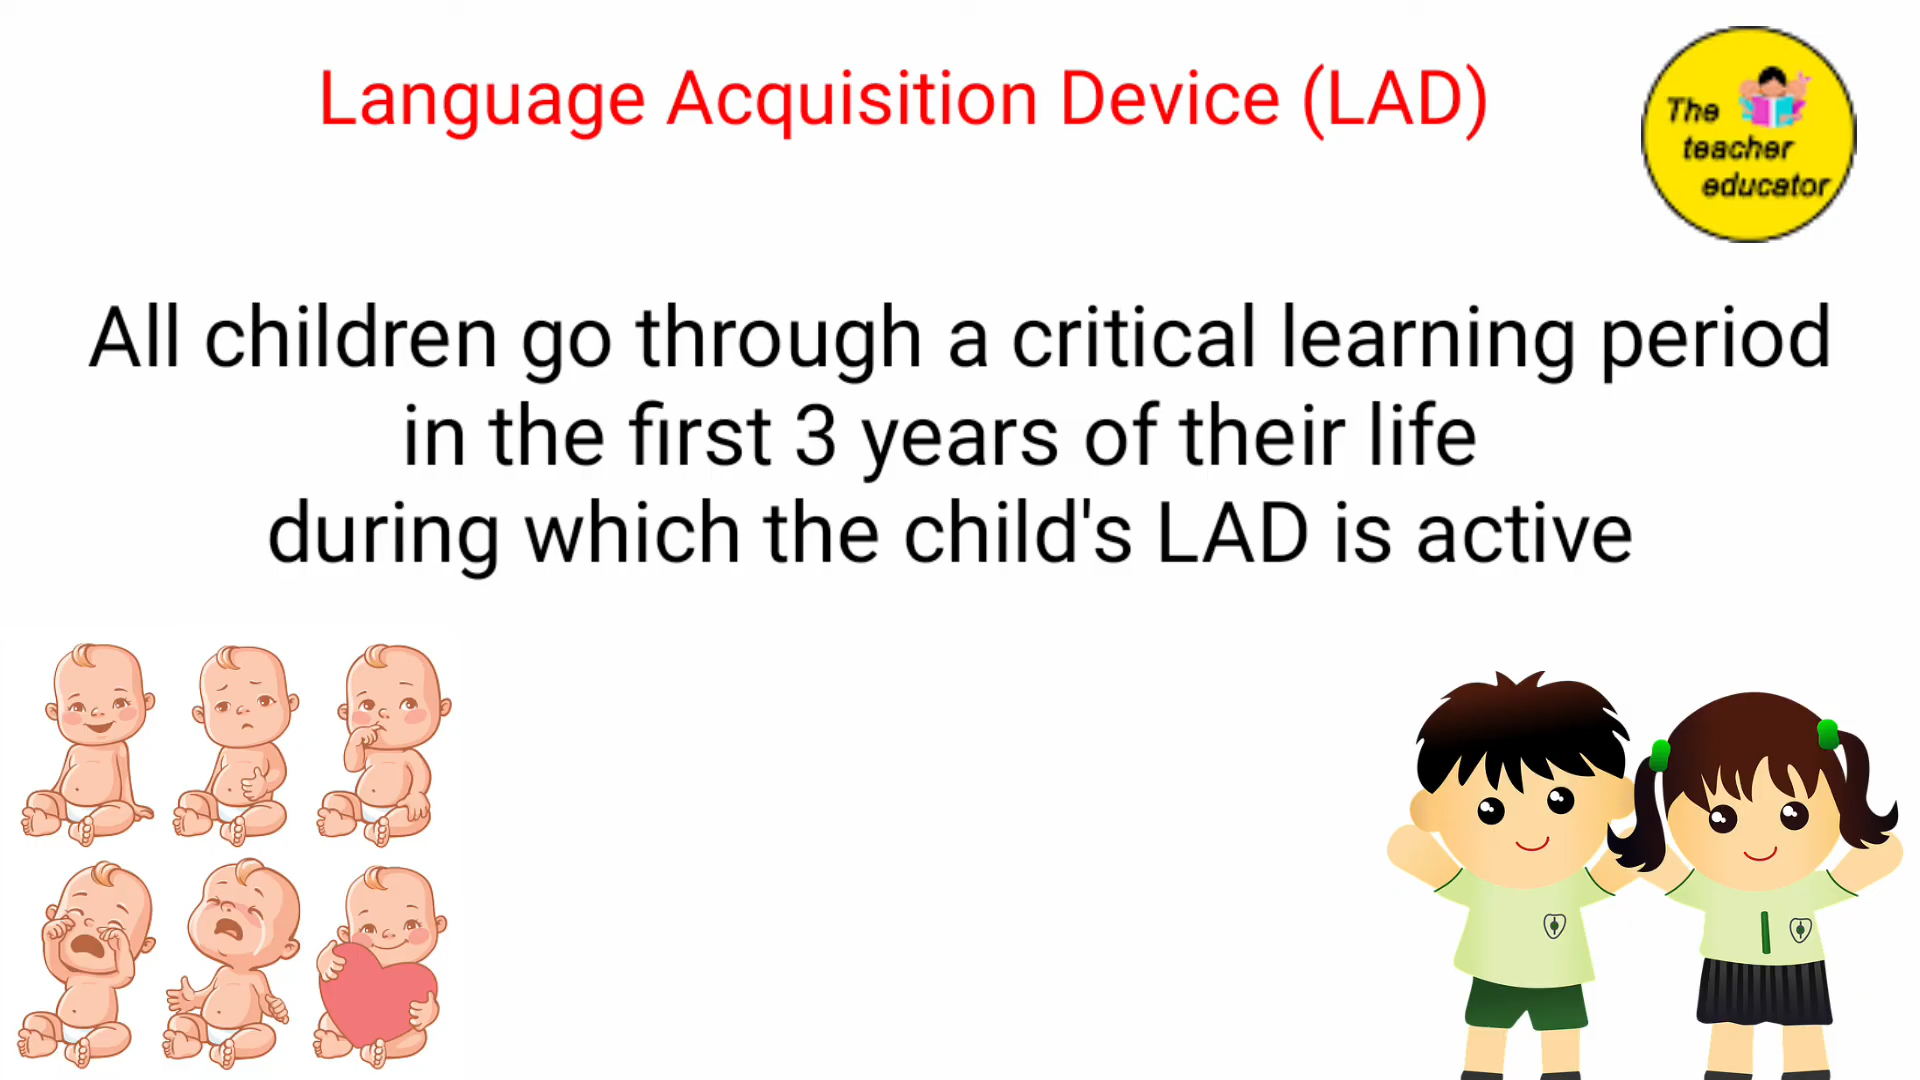 Language Acquisition Device (LAD)
The
teacher
educator
All children go through a critical learning period
in the first 3 years of their life
during which the child's LAD is active